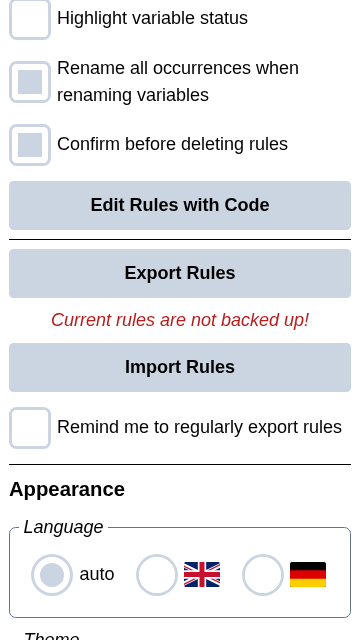 Highlight variable status
Rename all occurrences when
renaming variables
Confirm before deleting rules
Edit Rules with Code
Export Rules
Current rules are not backed up!
Import Rules
Remind me to regularly export rules
Appearance
Language
auto
Theme